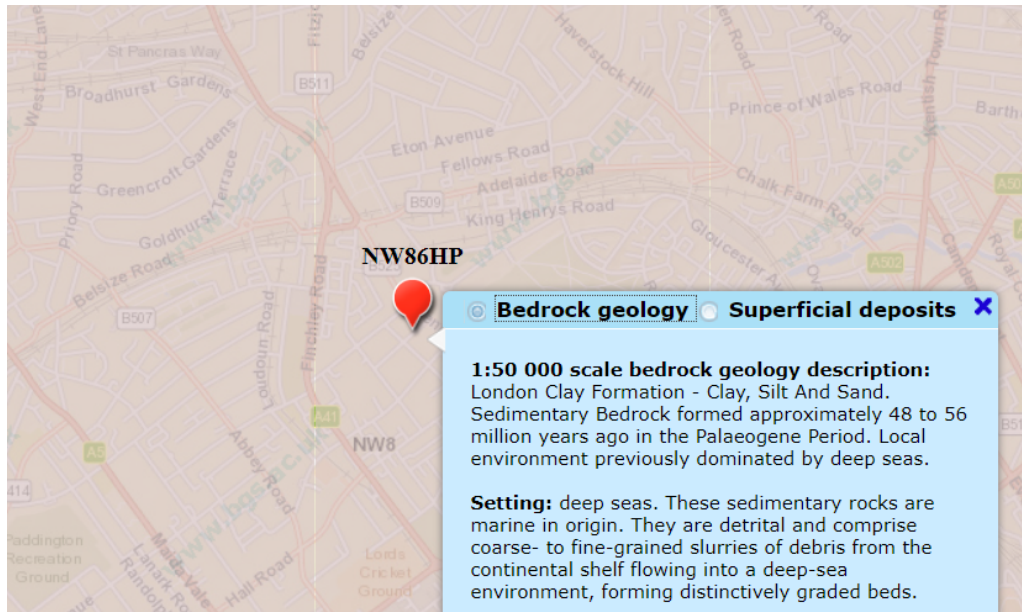 St Pancras Way
West End Lane
Broadhurst Gardens
B511
Haverstock Hill
Prince of Wales Road
Kentish Town
Eton Avenue
Fellows Road
Adelaide Road
King Henrys Road
B509
Chalk Farm Road
Priory Road
Greencroft Gardens
Goldhurst Terrace
www.bgs.ac.uk
Belsize Road
NW86HP
Gloucester
A502
Royal
B507
Loudoun Road
Finchley Road
A41
NW8
A5
Abbey Road
Paddington
Recreation
Ground
Maida Vale
Lanark
Hall Road
Lords
Cricket
Ground
Bedrock geology Superficial deposits
1:50 000 scale bedrock geology description:
London Clay Formation - Clay, Silt And Sand.
Sedimentary Bedrock formed approximately 48 to 56
million years ago in the Palaeogene Period. Local
environment previously dominated by deep seas.
Setting: deep seas. These sedimentary rocks are
marine in origin. They are detrital and comprise
coarse- to fine-grained slurries of debris from the
continental shelf flowing into a deep-sea
environment, forming distinctively graded beds.